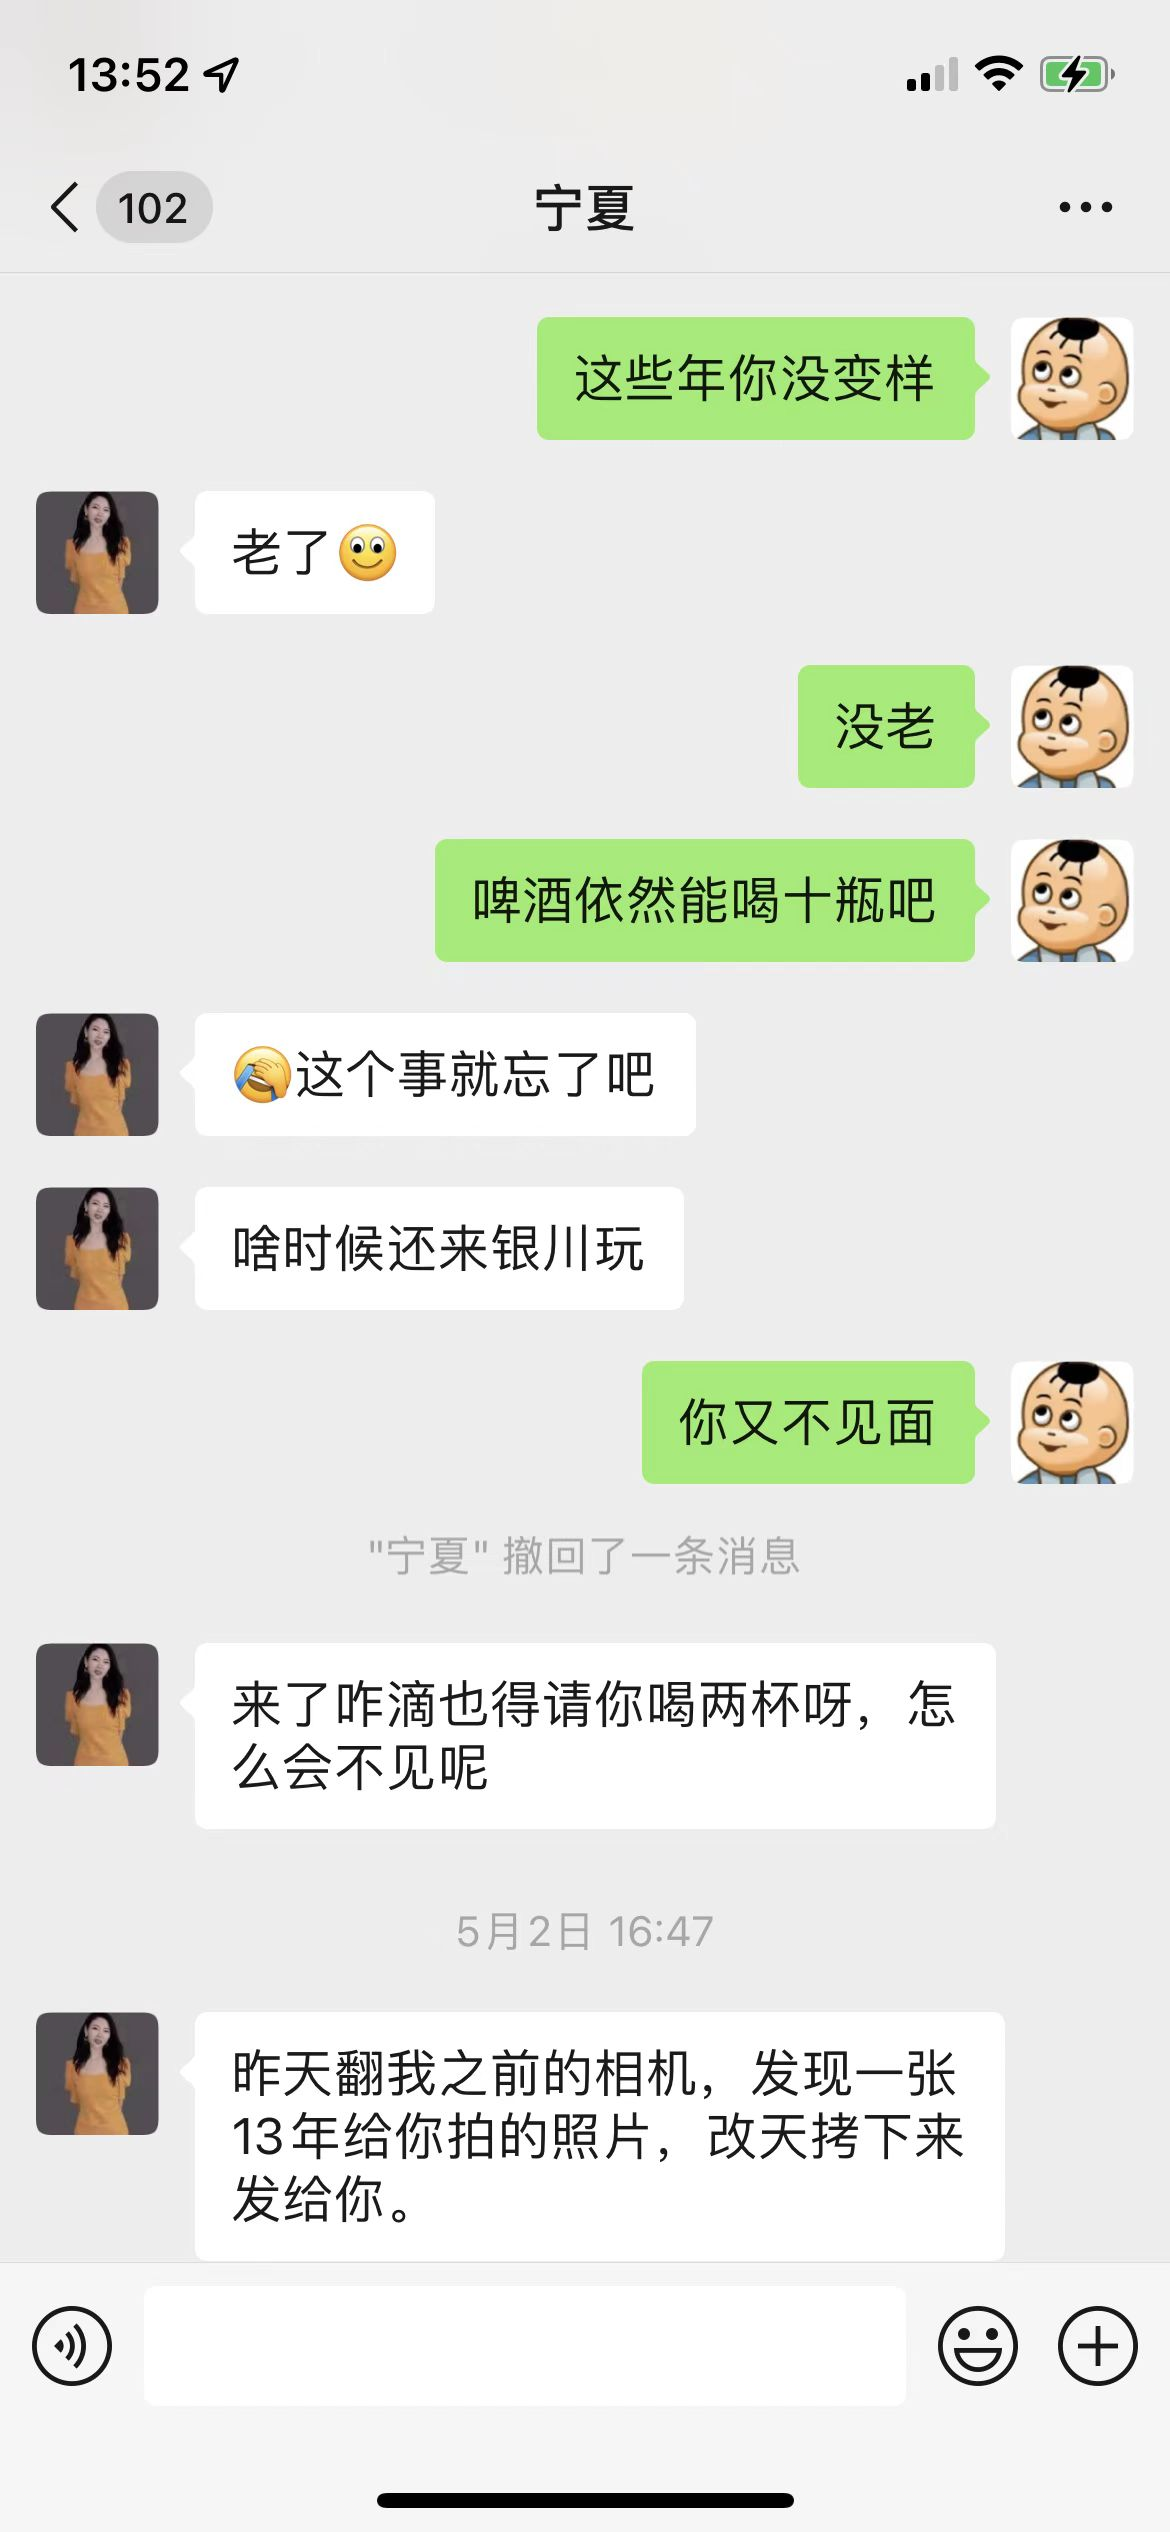 13:52
102
宁夏
这些年你没变样
老了
没老
啤酒依然能喝十瓶吧
这个事就忘了吧
啥时候还来银川玩
你又不见面
"宁夏" 撤回了一条消息
来了咋滴也得请你喝两杯呀，怎
么会不见呢
5月2日 16:47
昨天翻我之前的相机，发现一张
13年给你拍的照片，改天拷下来
发给你。